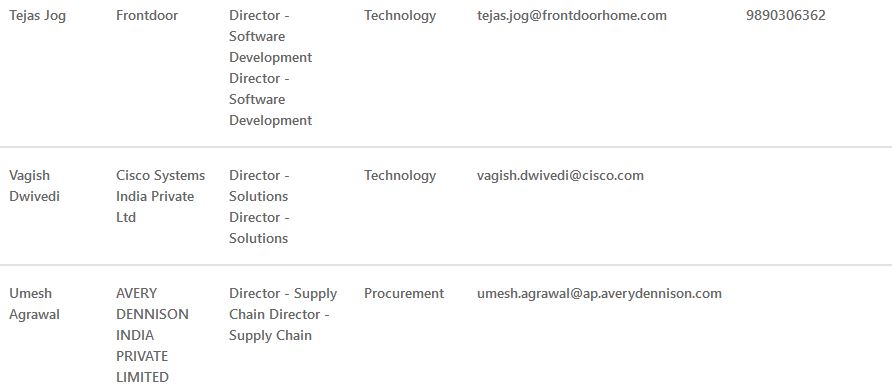 Tejas Jog Frontdoor Director - Technology tejas.jog@frontdoorhome.com 9890306362
Software
Development
Director -
Software
Development
Vagish Cisco Systems Director - Technology vagish.dwivedi@cisco.com
Dwivedi India Private Solutions
Ltd Director -
Solutions
Umesh AVERY Director - Supply Procurement umesh.agrawal@ap.averydennison.com
Agrawal DENNISON Chain Director -
INDIA Supply Chain
PRIVATE
LIMITED